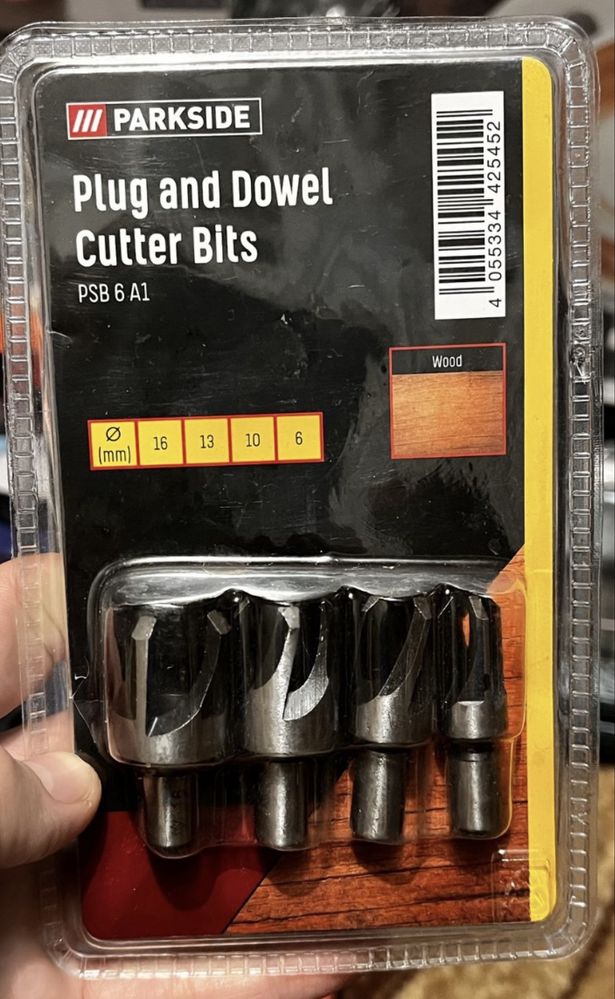 PARKSIDE
Plug and Dowel
Cutter Bits
PSB 6 A1
4 055334 425452
Wood
Ø (mm) 16 13 10 6